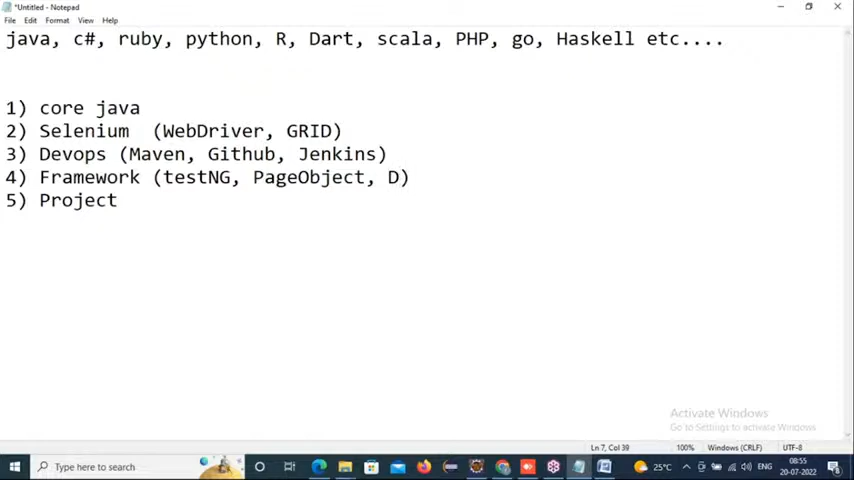 *Untitled - Notepad
File Edit Format View Help
java, c#, ruby, python, R, Dart, scala, PHP, go, Haskell etc....
1) core java
2) Selenium  (WebDriver, GRID)
3) Devops (Maven, Github, Jenkins)
4) Framework (testNG, PageObject, D)
5) Project
Activate Windows
Go to Settings to activate Windows.
Ln 7, Col 39 100% Windows (CRLF) UTF-8
Type here to search 25°C ENG 08:55
20-07-2022